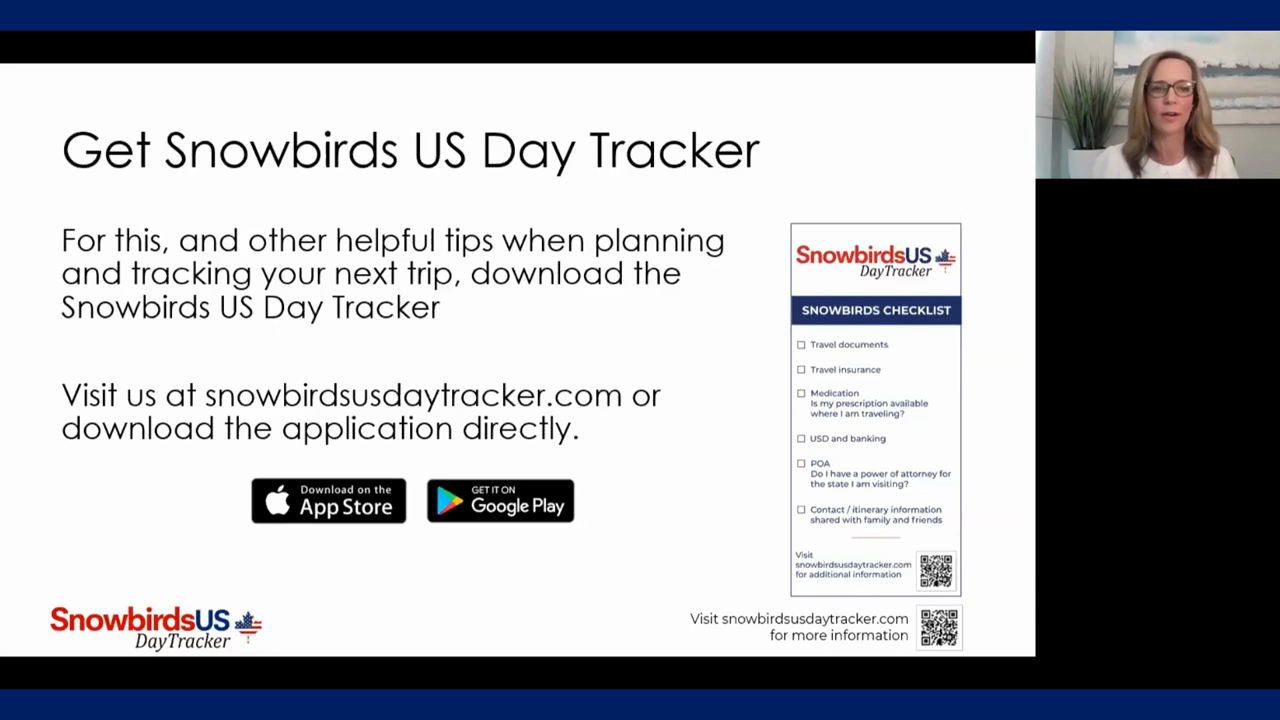 Get Snowbirds US Day Tracker
For this, and other helpful tips when planning
and tracking your next trip, download the
Snowbirds US Day Tracker
Visit us at snowbirdsusdaytracker.com or
download the application directly.
Download on the
App Store
GET IT ON
Google Play
SnowbirdsUS
DayTracker
SNOWBIRDS CHECKLIST
Travel documents
Travel insurance
Medication
Is my prescription available
where I am traveling?
USD and banking
POA
Do I have a power of attorney for
the state I am visiting?
Contact / itinerary information
shared with family and friends
Visit
snowbirdsusdaytracker.com
for additional information
SnowbirdsUS
DayTracker
Visit snowbirdsusdaytracker.com
for more information